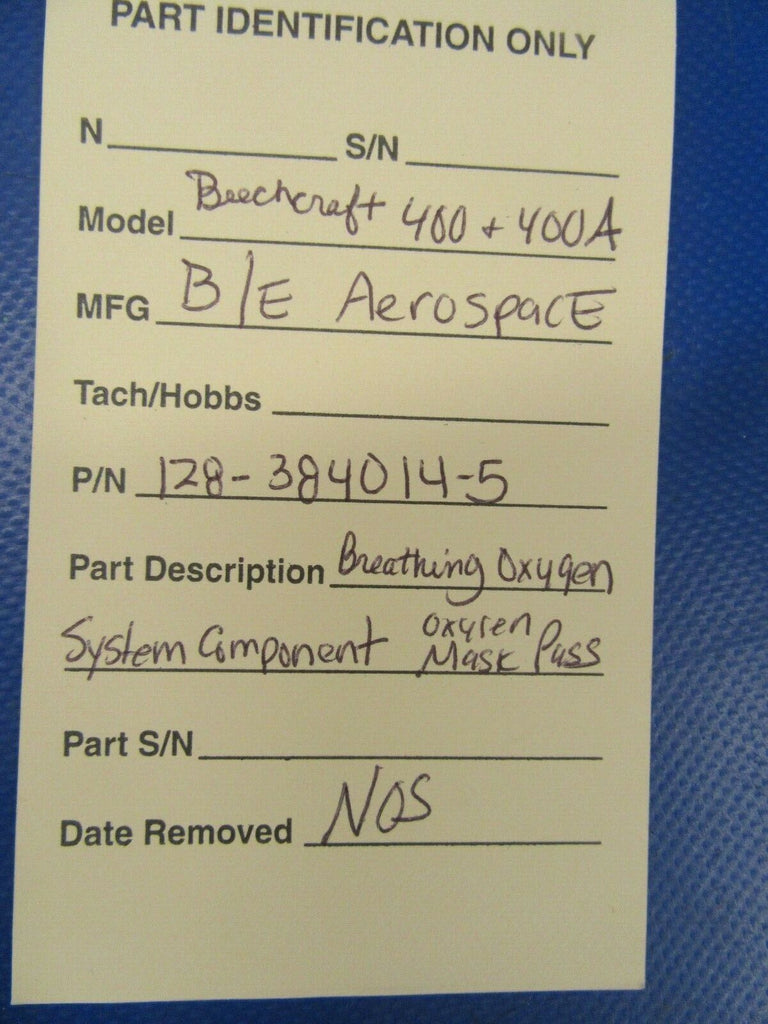 PART IDENTIFICATION ONLY
N S/N
Model Beechcraft 400 + 400A
MFG B/E Aerospace
Tach/Hobbs
P/N 128-384014-5
Part Description Breathing Oxygen
System Component Oxygen Mask Pass
Part S/N
Date Removed NOS